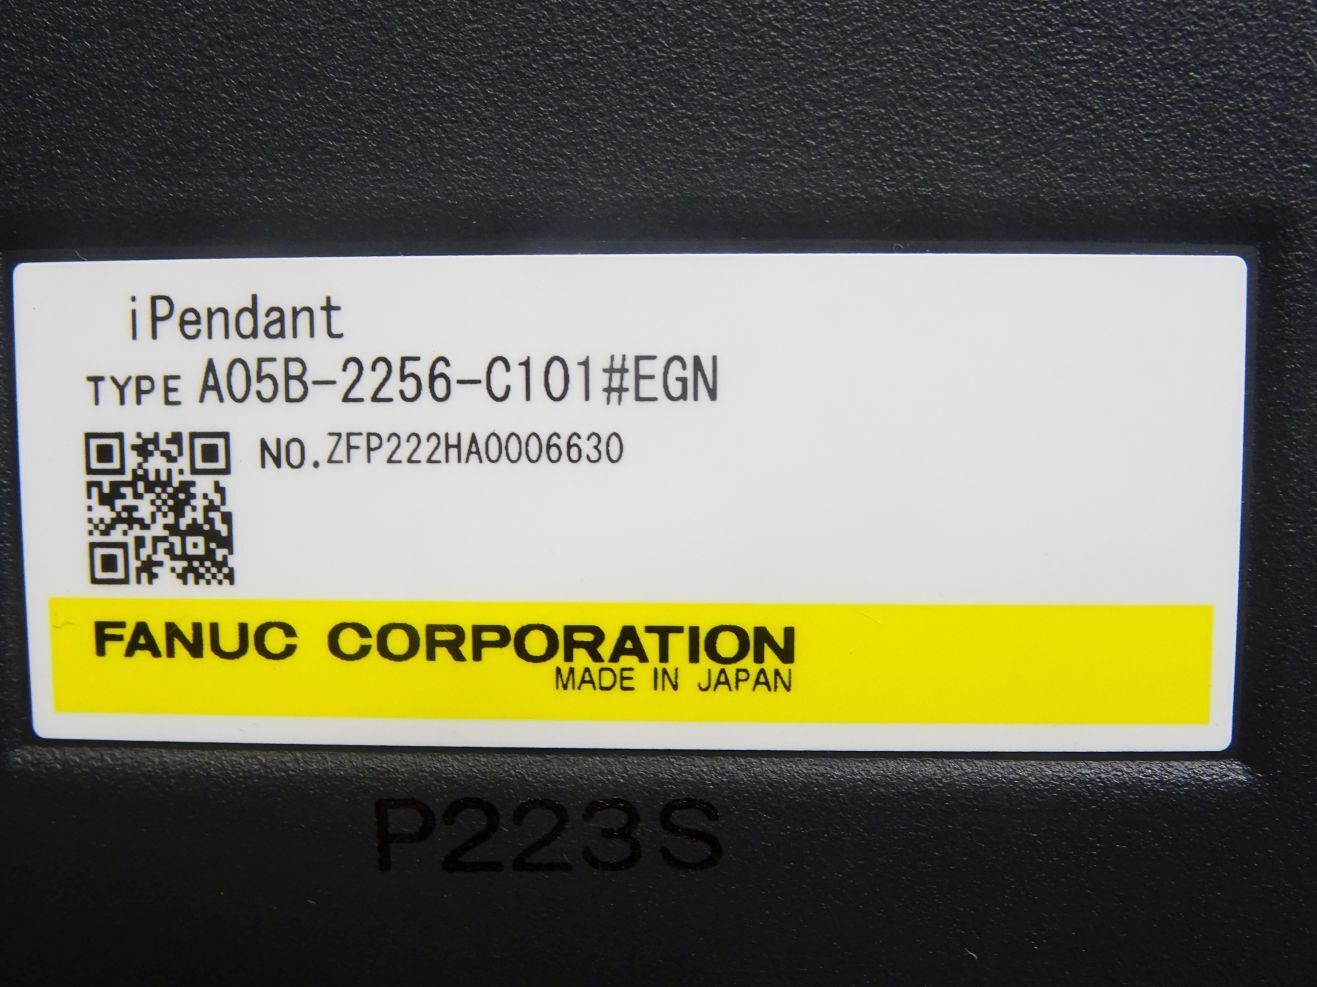 iPendant
TYPE A05B-2256-C101#EGN
NO.ZFP222HA0006630
FANUC CORPORATION
MADE IN JAPAN
P223S